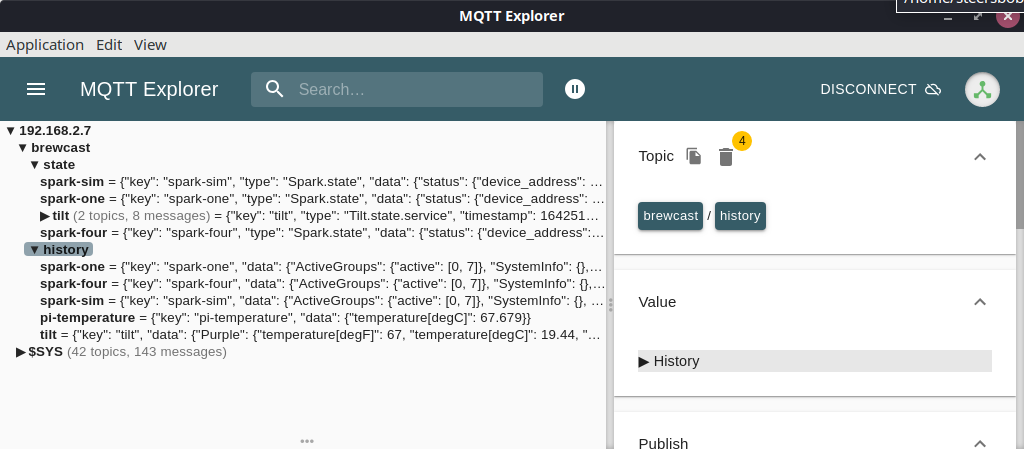 /home/steersbob
MQTT Explorer
Application Edit View
MQTT Explorer Search… DISCONNECT
▼ 192.168.2.7
▼ brewcast
▼ state
spark-sim = {"key": "spark-sim", "type": "Spark.state", "data": {"status": {"device_address": …
spark-one = {"key": "spark-one", "type": "Spark.state", "data": {"status": {"device_address": …
▶ tilt (2 topics, 8 messages) = {"key": "tilt", "type": "Tilt.state.service", "timestamp": 164251…
spark-four = {"key": "spark-four", "type": "Spark.state", "data": {"status": {"device_address":…
▼ history
spark-one = {"key": "spark-one", "data": {"ActiveGroups": {"active": [0, 7]}, "SystemInfo": {},…
spark-four = {"key": "spark-four", "data": {"ActiveGroups": {"active": [0, 7]}, "SystemInfo": {},…
spark-sim = {"key": "spark-sim", "data": {"ActiveGroups": {"active": [0, 7]}, "SystemInfo": {}, …
pi-temperature = {"key": "pi-temperature", "data": {"temperature[degC]": 67.679}}
tilt = {"key": "tilt", "data": {"Purple": {"temperature[degF]": 67, "temperature[degC]": 19.44, "…
▶ $SYS (42 topics, 143 messages)
Topic 4
brewcast / history
Value
▶ History
Publish